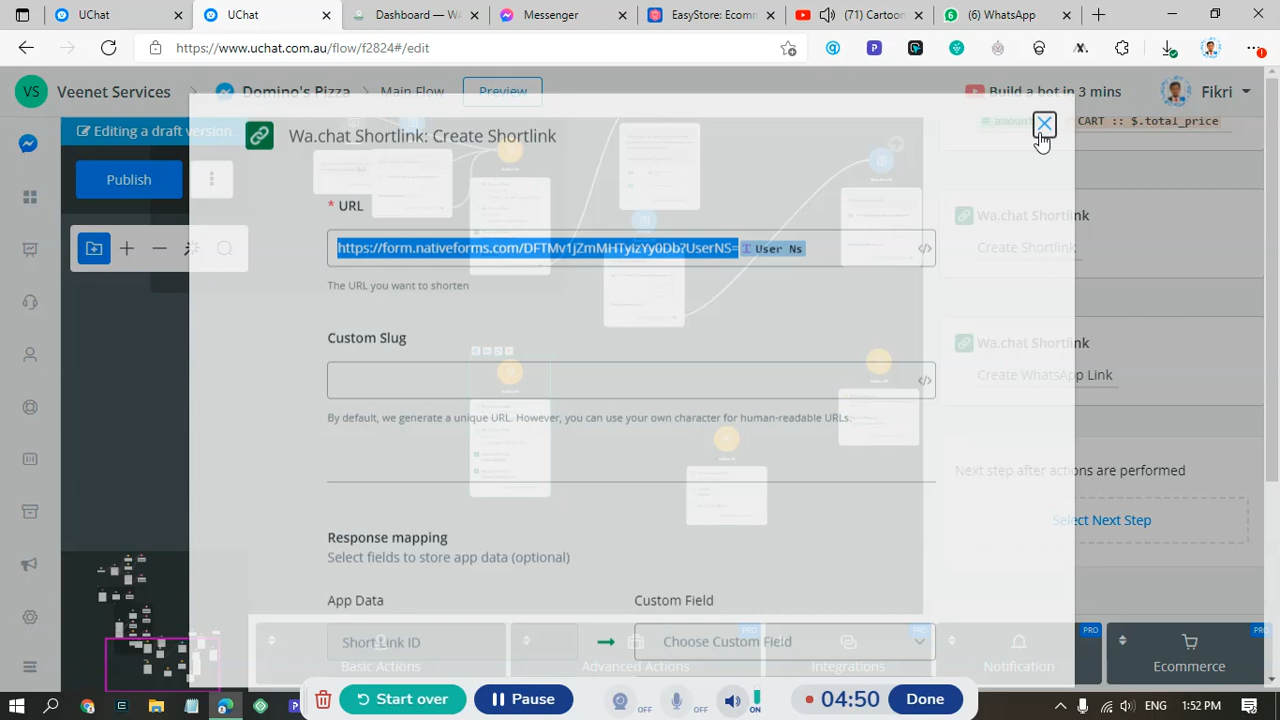 UChat
UChat
Dashboard — WA
Messenger
EasyStore: Ecomm
(71) Cartoon
(6) WhatsApp
https://www.uchat.com.au/flow/f2824#/edit
VS
Veenet Services
Domino's Pizza
Main Flow
Preview
Build a bot in 3 mins
Fikri
Editing a draft version
Publish
Wa.chat Shortlink: Create Shortlink
CART :: $.total_price
* URL
https://form.nativeforms.com/DFTMv1jZmMHTyizYy0Db?UserNS=
User Ns
The URL you want to shorten
Wa.chat Shortlink
Create Shortlink
Custom Slug
By default, we generate a unique URL. However, you can use your own character for human-readable URLs.
Wa.chat Shortlink
Create WhatsApp Link
Next step after actions are performed
Select Next Step
Response mapping
Select fields to store app data (optional)
App Data
Custom Field
Short Link ID
Choose Custom Field
Basic Actions
Advanced Actions
PRO
Integrations
PRO
Notification
PRO
Ecommerce
PRO
Start over
Pause
OFF
OFF
ON
04:50
Done
ENG
1:52 PM